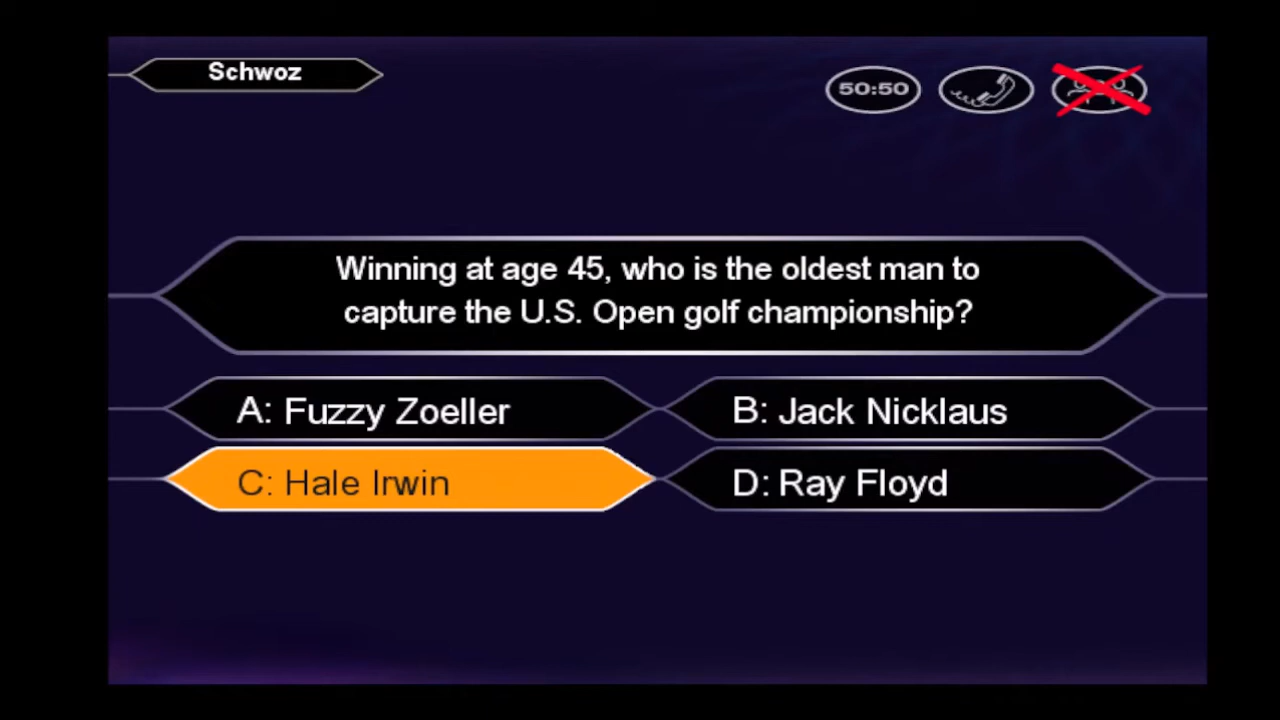 Schwoz
50:50
Winning at age 45, who is the oldest man to
capture the U.S. Open golf championship?
A: Fuzzy Zoeller
B: Jack Nicklaus
C: Hale Irwin
D: Ray Floyd